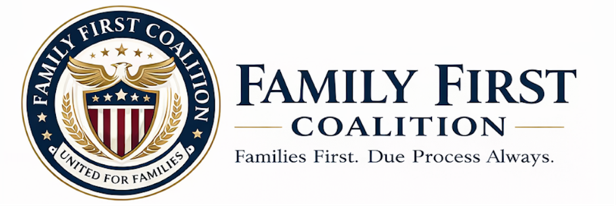 FAMILY FIRST COALITION
UNITED FOR FAMILIES
FAMILY FIRST
COALITION
Families First. Due Process Always.